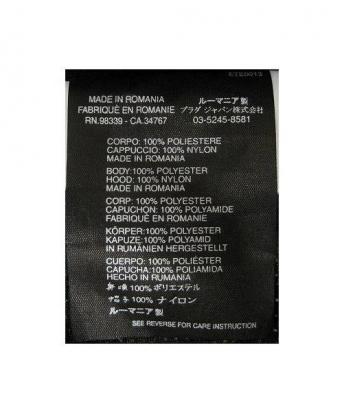 MADE IN ROMANIA
FABRIQUÉ EN ROMANIE
RN.98339 - CA.34767
ルーマニア製
プラダ ジャパン株式会社
03-5245-8581
CORPO: 100% POLIESTERE
CAPPUCCIO: 100% NYLON
MADE IN ROMANIA
BODY:100% POLYESTER
HOOD: 100% NYLON
MADE IN ROMANIA
CORP: 100% POLYESTER
CAPUCHON: 100% POLYAMIDE
FABRIQUÉ EN ROMANIE
KÖRPER: 100% POLYESTER
KAPUZE: 100% POLYAMID
IN RUMÄNIEN HERGESTELLT
CUERPO: 100% POLIÉSTER
CAPUCHA: 100% POLIAMIDA
HECHO IN RUMANIA
100% ポリエステル
100% ナイロン
ルーマニア製
SEE REVERSE FOR CARE INSTRUCTION